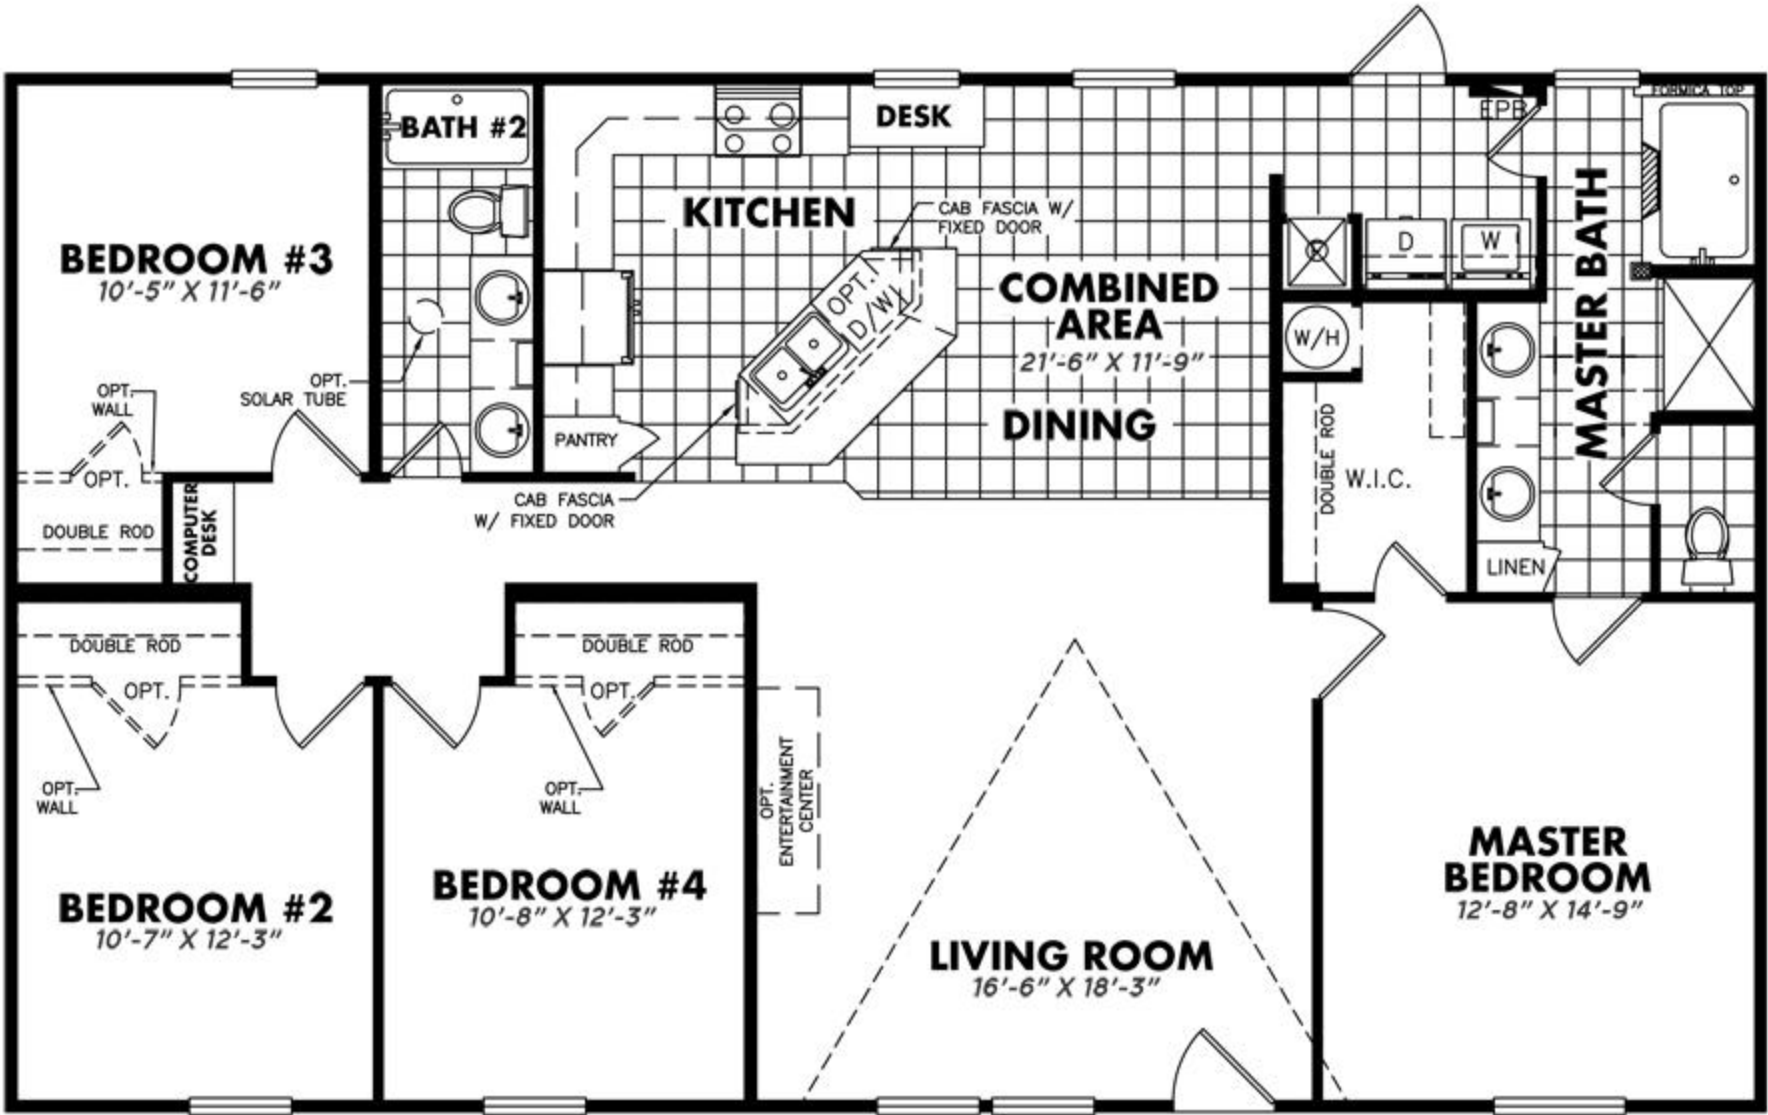 FORMICA TOP
EPB
DESK
BATH #2
KITCHEN
CAB FASCIA W/
FIXED DOOR
BEDROOM #3
10'-5" X 11'-6"
D
W
MASTER BATH
COMBINED
AREA
21'-6" X 11'-9"
DINING
OPT.
D/W
W/H
OPT.
SOLAR TUBE
OPT.
WALL
PANTRY
OPT.
DOUBLE ROD
COMPUTER
DESK
CAB FASCIA
W/ FIXED DOOR
DOUBLE ROD
W.I.C.
LINEN
DOUBLE ROD
OPT.
OPT.
WALL
DOUBLE ROD
OPT.
OPT.
WALL
OPT.
ENTERTAINMENT
CENTER
BEDROOM #2
10'-7" X 12'-3"
BEDROOM #4
10'-8" X 12'-3"
LIVING ROOM
16'-6" X 18'-3"
MASTER
BEDROOM
12'-8" X 14'-9"